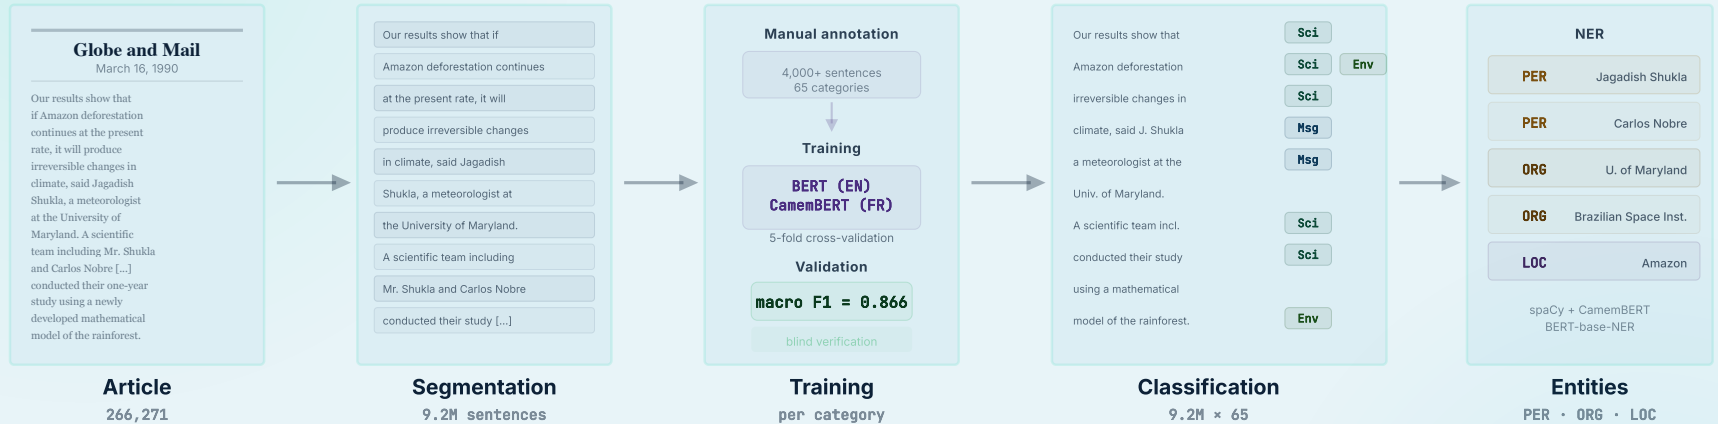 Globe and Mail
March 16, 1990
Our results show that
if Amazon deforestation
continues at the present
rate, it will produce
irreversible changes in
climate, said Jagadish
Shukla, a meteorologist
at the University of
Maryland. A scientific
team including Mr. Shukla
and Carlos Nobre [...]
conducted their one-year
study using a newly
developed mathematical
model of the rainforest.
Article
266,271
Our results show that if
Amazon deforestation continues
at the present rate, it will
produce irreversible changes
in climate, said Jagadish
Shukla, a meteorologist at
the University of Maryland.
A scientific team including
Mr. Shukla and Carlos Nobre
conducted their study [...]
Segmentation
9.2M sentences
Manual annotation
4,000+ sentences
65 categories
Training
BERT (EN)
CamemBERT (FR)
5-fold cross-validation
Validation
macro F1 = 0.866
blind verification
Training
per category
Our results show that Sci
Amazon deforestation Sci Env
irreversible changes in Sci
climate, said J. Shukla Msg
a meteorologist at the Msg
Univ. of Maryland.
A scientific team incl. Sci
conducted their study Sci
using a mathematical
model of the rainforest. Env
Classification
9.2M × 65
NER
PER Jagadish Shukla
PER Carlos Nobre
ORG U. of Maryland
ORG Brazilian Space Inst.
LOC Amazon
spaCy + CamemBERT
BERT-base-NER
Entities
PER · ORG · LOC